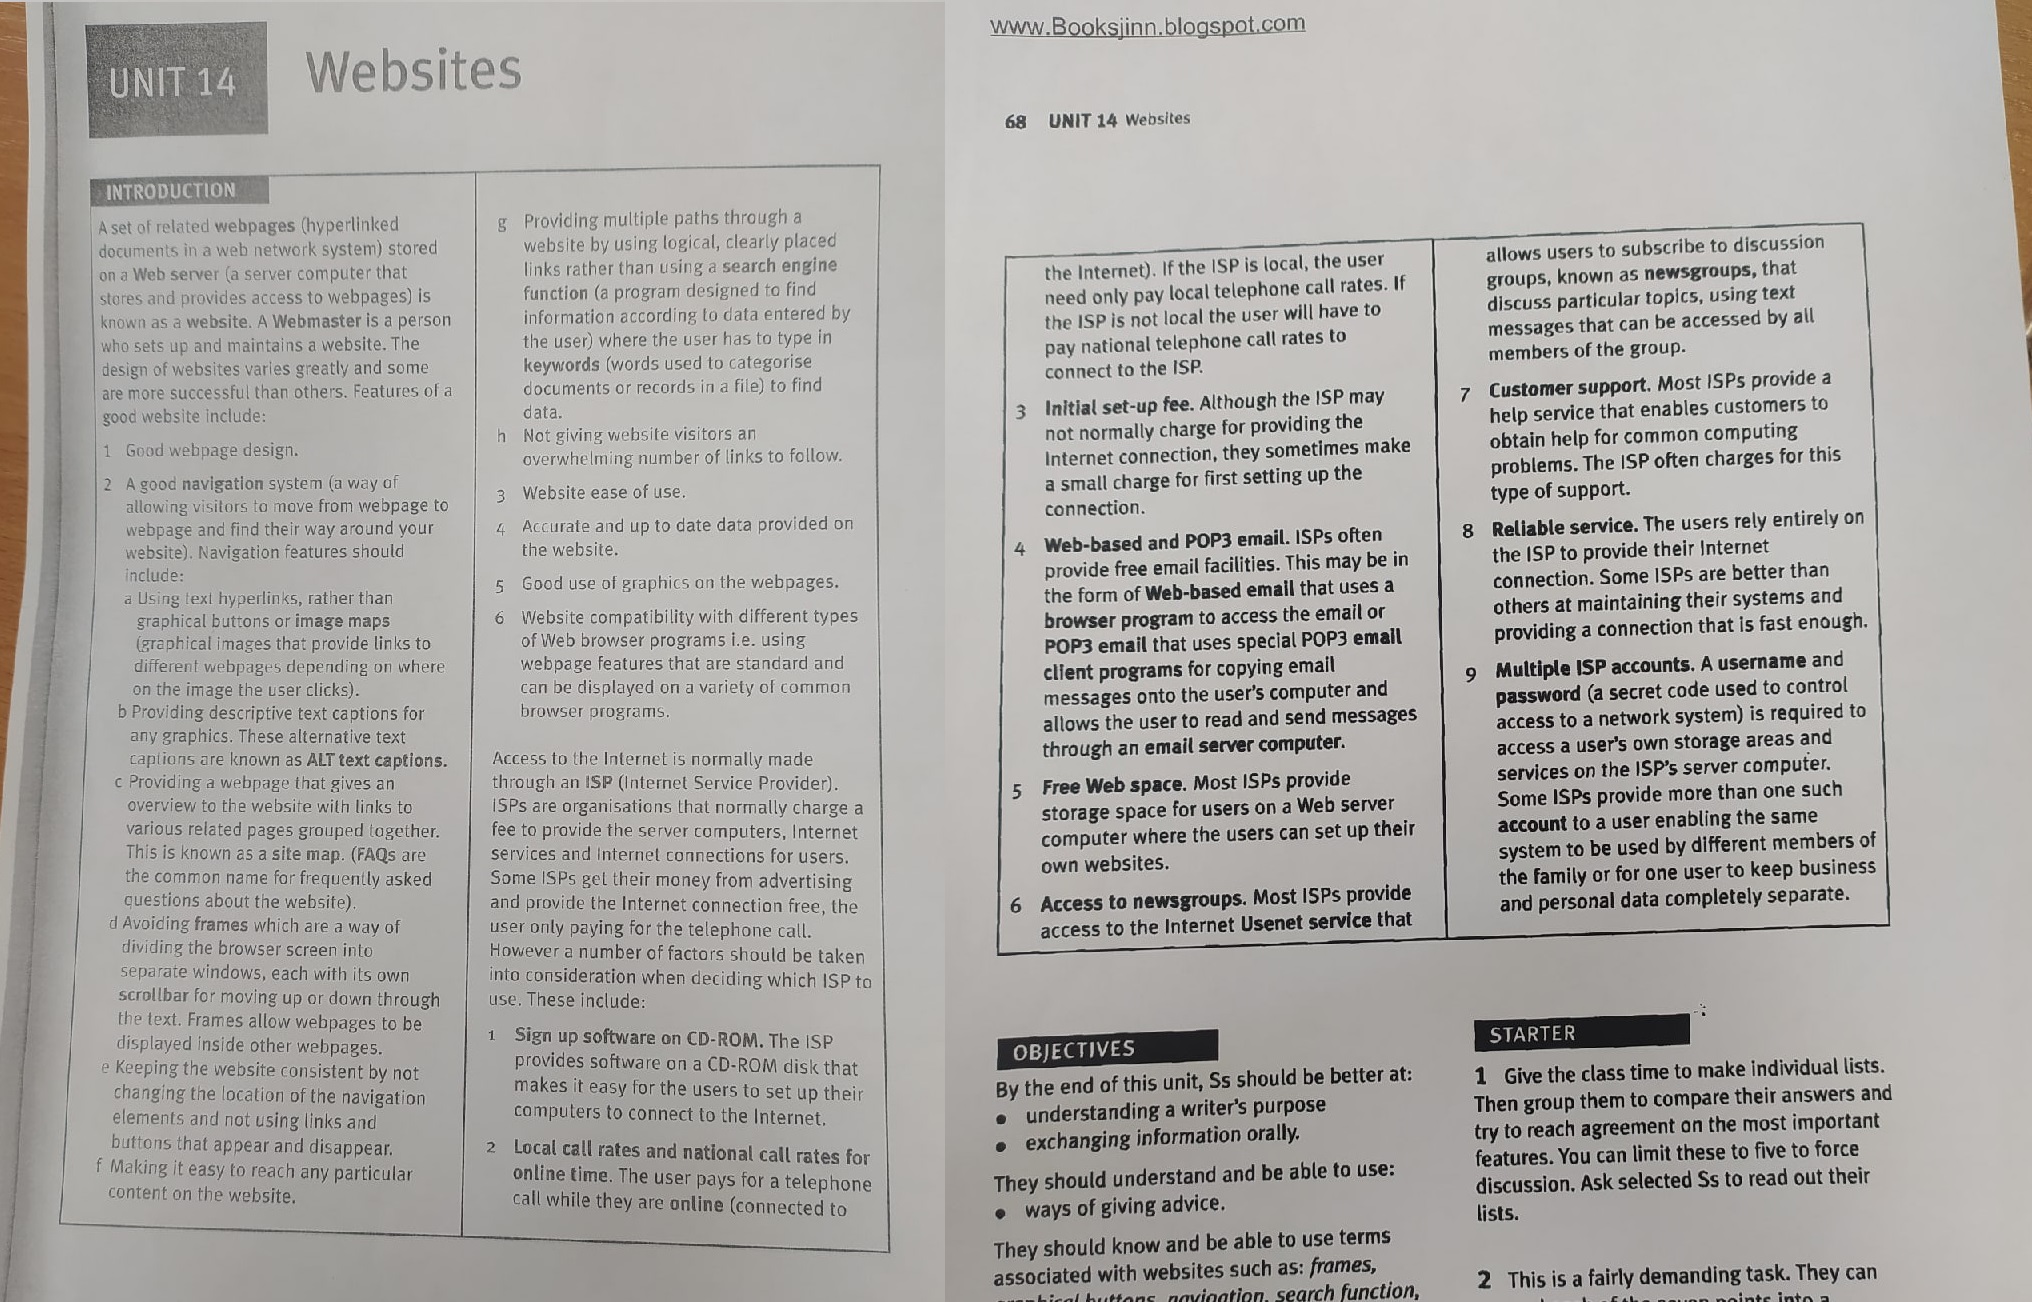 UNIT 14
Websites
INTRODUCTION
A set of related webpages (hyperlinked
documents in a web network system) stored
on a Web server (a server computer that
stores and provides access to webpages) is
known as a website. A Webmaster is a person
who sets up and maintains a website. The
design of websites varies greatly and some
are more successful than others. Features of a
good website include:
1 Good webpage design.
2 A good navigation system (a way of
allowing visitors to move from webpage to
webpage and find their way around your
website). Navigation features should
include:
a Using text hyperlinks, rather than
graphical buttons or image maps
(graphical images that provide links to
different webpages depending on where
on the image the user clicks).
b Providing descriptive text captions for
any graphics. These alternative text
captions are known as ALT text captions.
c Providing a webpage that gives an
overview to the website with links to
various related pages grouped together.
This is known as a site map. (FAQs are
the common name for frequently asked
questions about the website).
d Avoiding frames which are a way of
dividing the browser screen into
separate windows, each with its own
scrollbar for moving up or down through
the text. Frames allow webpages to be
displayed inside other webpages.
e Keeping the website consistent by not
changing the location of the navigation
elements and not using links and
buttons that appear and disappear.
f Making it easy to reach any particular
content on the website.
g Providing multiple paths through a
website by using logical, clearly placed
links rather than using a search engine
function (a program designed to find
information according to data entered by
the user) where the user has to type in
keywords (words used to categorise
documents or records in a file) to find
data.
h Not giving website visitors an
overwhelming number of links to follow.
3 Website ease of use.
4 Accurate and up to date data provided on
the website.
5 Good use of graphics on the webpages.
6 Website compatibility with different types
of Web browser programs i.e. using
webpage features that are standard and
can be displayed on a variety of common
browser programs.
Access to the Internet is normally made
through an ISP (Internet Service Provider).
ISPs are organisations that normally charge a
fee to provide the server computers, Internet
services and Internet connections for users.
Some ISPs get their money from advertising
and provide the Internet connection free, the
user only paying for the telephone call.
However a number of factors should be taken
into consideration when deciding which ISP to
use. These include:
1 Sign up software on CD-ROM. The ISP
provides software on a CD-ROM disk that
makes it easy for the users to set up their
computers to connect to the Internet.
2 Local call rates and national call rates for
online time. The user pays for a telephone
call while they are online (connected to
www.Booksjinn.blogspot.com
68 UNIT 14 Websites
the Internet). If the ISP is local, the user
need only pay local telephone call rates. If
the ISP is not local the user will have to
pay national telephone call rates to
connect to the ISP.
3 Initial set-up fee. Although the ISP may
not normally charge for providing the
Internet connection, they sometimes make
a small charge for first setting up the
connection.
4 Web-based and POP3 email. ISPs often
provide free email facilities. This may be in
the form of Web-based email that uses a
browser program to access the email or
POP3 email that uses special POP3 email
client programs for copying email
messages onto the user's computer and
allows the user to read and send messages
through an email server computer.
5 Free Web space. Most ISPs provide
storage space for users on a Web server
computer where the users can set up their
own websites.
6 Access to newsgroups. Most ISPs provide
access to the Internet Usenet service that
allows users to subscribe to discussion
groups, known as newsgroups, that
discuss particular topics, using text
messages that can be accessed by all
members of the group.
7 Customer support. Most ISPs provide a
help service that enables customers to
obtain help for common computing
problems. The ISP often charges for this
type of support.
8 Reliable service. The users rely entirely on
the ISP to provide their Internet
connection. Some ISPs are better than
others at maintaining their systems and
providing a connection that is fast enough.
9 Multiple ISP accounts. A username and
password (a secret code used to control
access to a network system) is required to
access a user's own storage areas and
services on the ISP's server computer.
Some ISPs provide more than one such
account to a user enabling the same
system to be used by different members of
the family or for one user to keep business
and personal data completely separate.
OBJECTIVES
By the end of this unit, Ss should be better at:
• understanding a writer's purpose
• exchanging information orally.
They should understand and be able to use:
• ways of giving advice.
They should know and be able to use terms
associated with websites such as: frames,
graphical buttons, navigation, search function,
STARTER
1 Give the class time to make individual lists.
Then group them to compare their answers and
try to reach agreement on the most important
features. You can limit these to five to force
discussion. Ask selected Ss to read out their
lists.
2 This is a fairly demanding task. They can